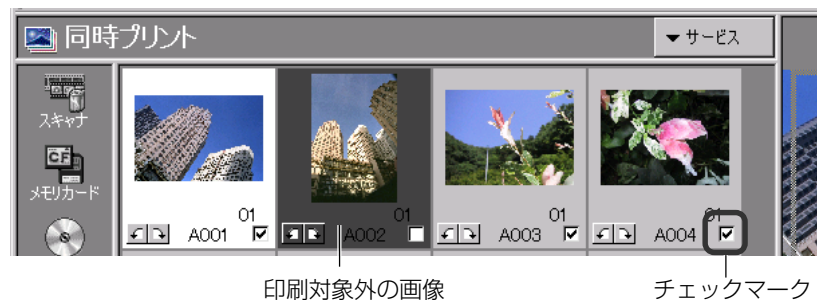 同時プリント
▼ サービス
スキャナ
CF
メモリカード
01
A001
01
A002
01
A003
01
A004
印刷対象外の画像
チェックマーク